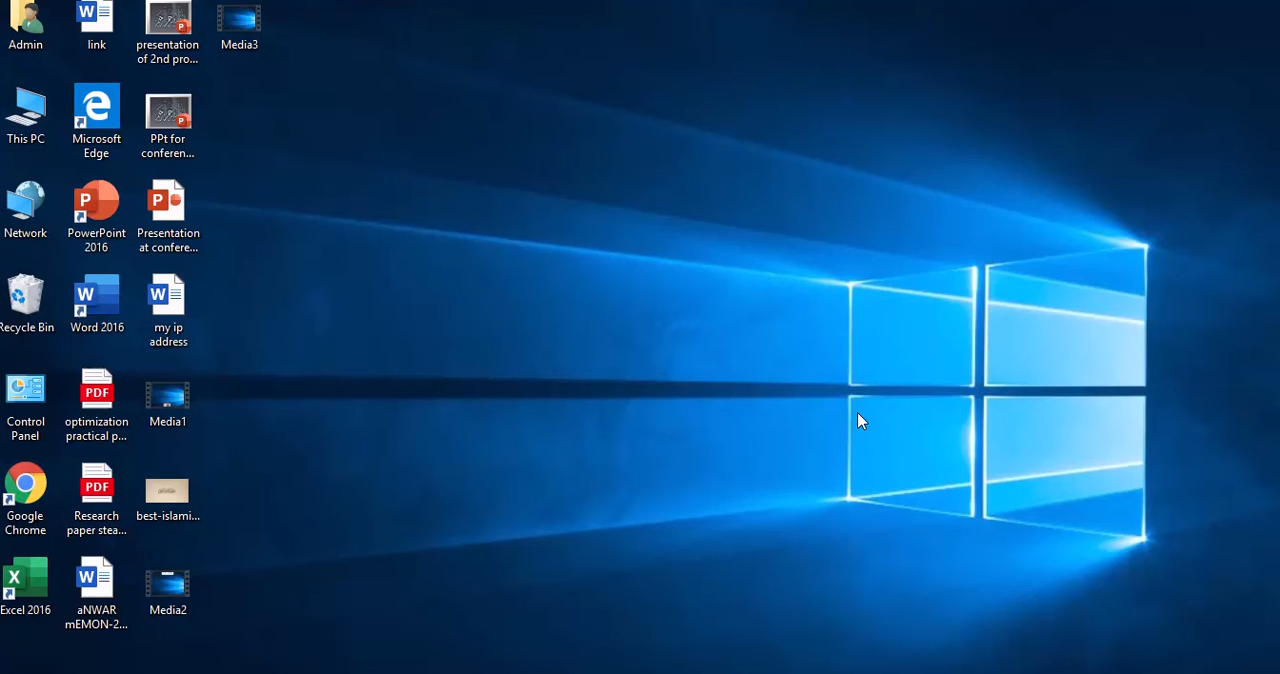 Admin
link
presentation
of 2nd pro...
Media3
This PC
Microsoft
Edge
PPt for
conferen...
Network
PowerPoint
2016
Presentation
at confere...
Recycle Bin
Word 2016
my ip
address
Control
Panel
optimization
practical p...
Media1
Google
Chrome
Research
paper stea...
best-islami...
Excel 2016
aNWAR
mEMON-2...
Media2